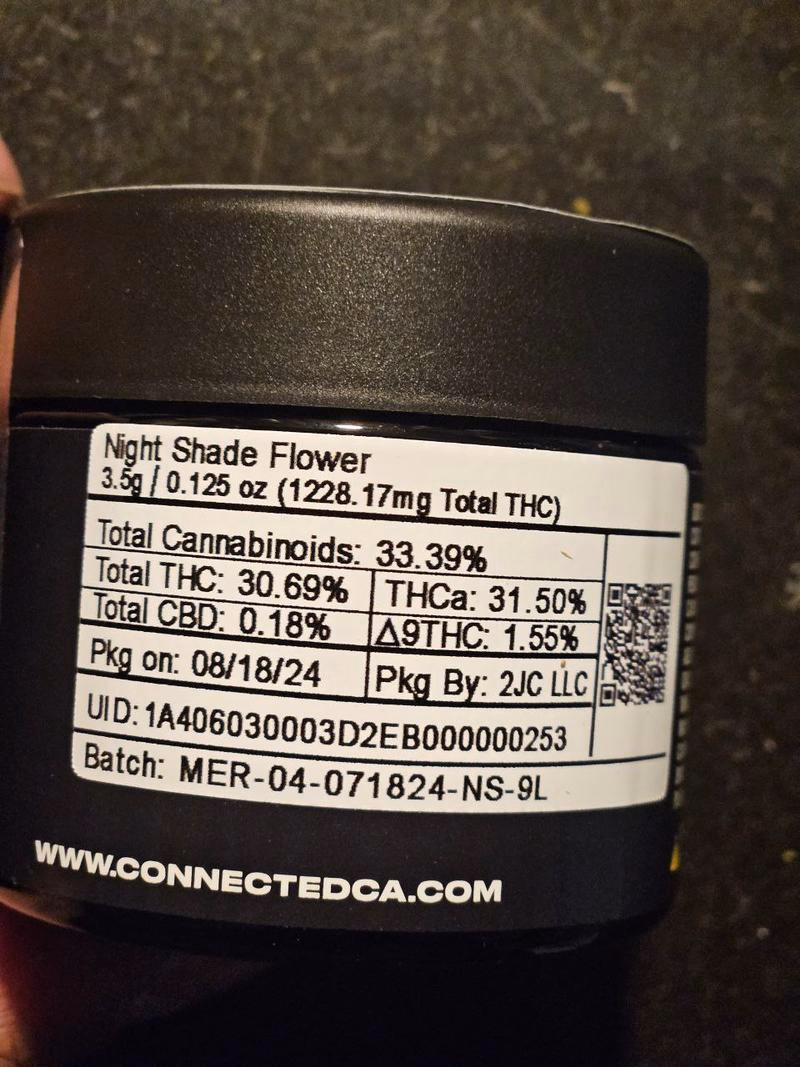 Night Shade Flower
3.5g / 0.125 oz (1228.17mg Total THC)
Total Cannabinoids: 33.39%
Total THC: 30.69% THCa: 31.50%
Total CBD: 0.18% Δ9THC: 1.55%
Pkg on: 08/18/24 Pkg By: 2JC LLC
UID: 1A406030003D2EB000000253
Batch: MER-04-071824-NS-9L
WWW.CONNECTEDCA.COM